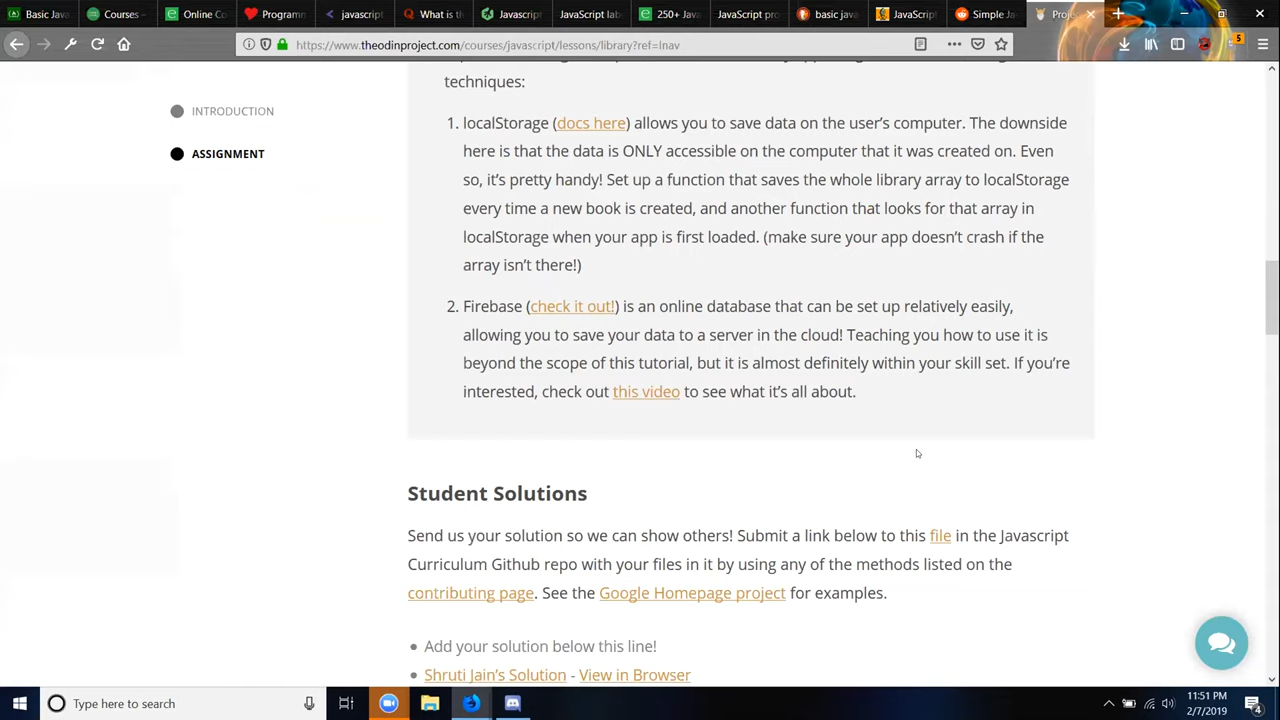 Basic Java
Courses –
Online Co
Programm
javascript
What is th
Javascript
JavaScript lab
250+ Java
JavaScript pro
basic java
JavaScript
Simple Ja
Proje
https://www.theodinproject.com/courses/javascript/lessons/library?ref=lnav
5
INTRODUCTION
ASSIGNMENT
techniques:
1. localStorage (docs here) allows you to save data on the user's computer. The downside
here is that the data is ONLY accessible on the computer that it was created on. Even
so, it's pretty handy! Set up a function that saves the whole library array to localStorage
every time a new book is created, and another function that looks for that array in
localStorage when your app is first loaded. (make sure your app doesn't crash if the
array isn't there!)
2. Firebase (check it out!) is an online database that can be set up relatively easily,
allowing you to save your data to a server in the cloud! Teaching you how to use it is
beyond the scope of this tutorial, but it is almost definitely within your skill set. If you're
interested, check out this video to see what it's all about.
Student Solutions
Send us your solution so we can show others! Submit a link below to this file in the Javascript
Curriculum Github repo with your files in it by using any of the methods listed on the
contributing page. See the Google Homepage project for examples.
• Add your solution below this line!
• Shruti Jain's Solution - View in Browser
Type here to search
11:51 PM
2/7/2019
4